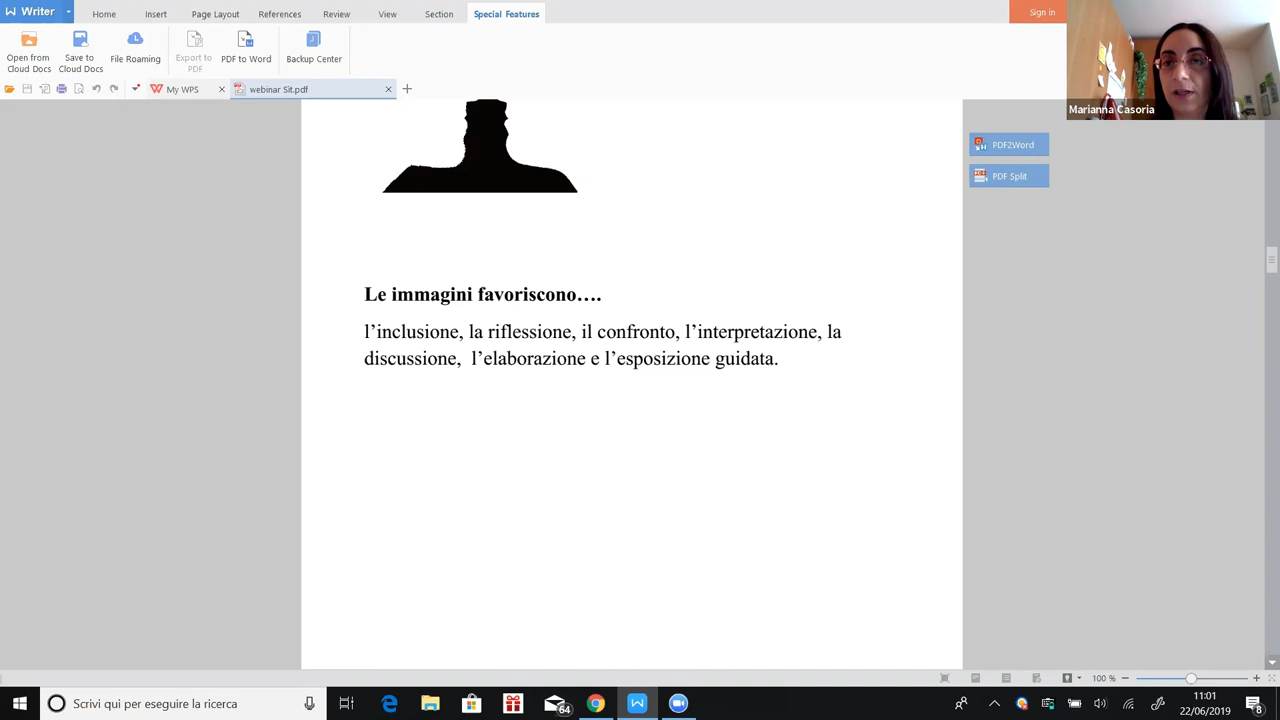 Writer
Home Insert Page Layout References Review View Section Special Features
Sign in
Open from Cloud Docs
Save to Cloud Docs
File Roaming
Export to PDF
PDF to Word
Backup Center
My WPS
webinar Sit.pdf
Marianna Casoria
PDF2Word
PDF Split
Le immagini favoriscono….
l’inclusione, la riflessione, il confronto, l’interpretazione, la
discussione,  l’elaborazione e l’esposizione guidata.
100 %
Scrivi qui per eseguire la ricerca
64
11:01
22/06/2019
8